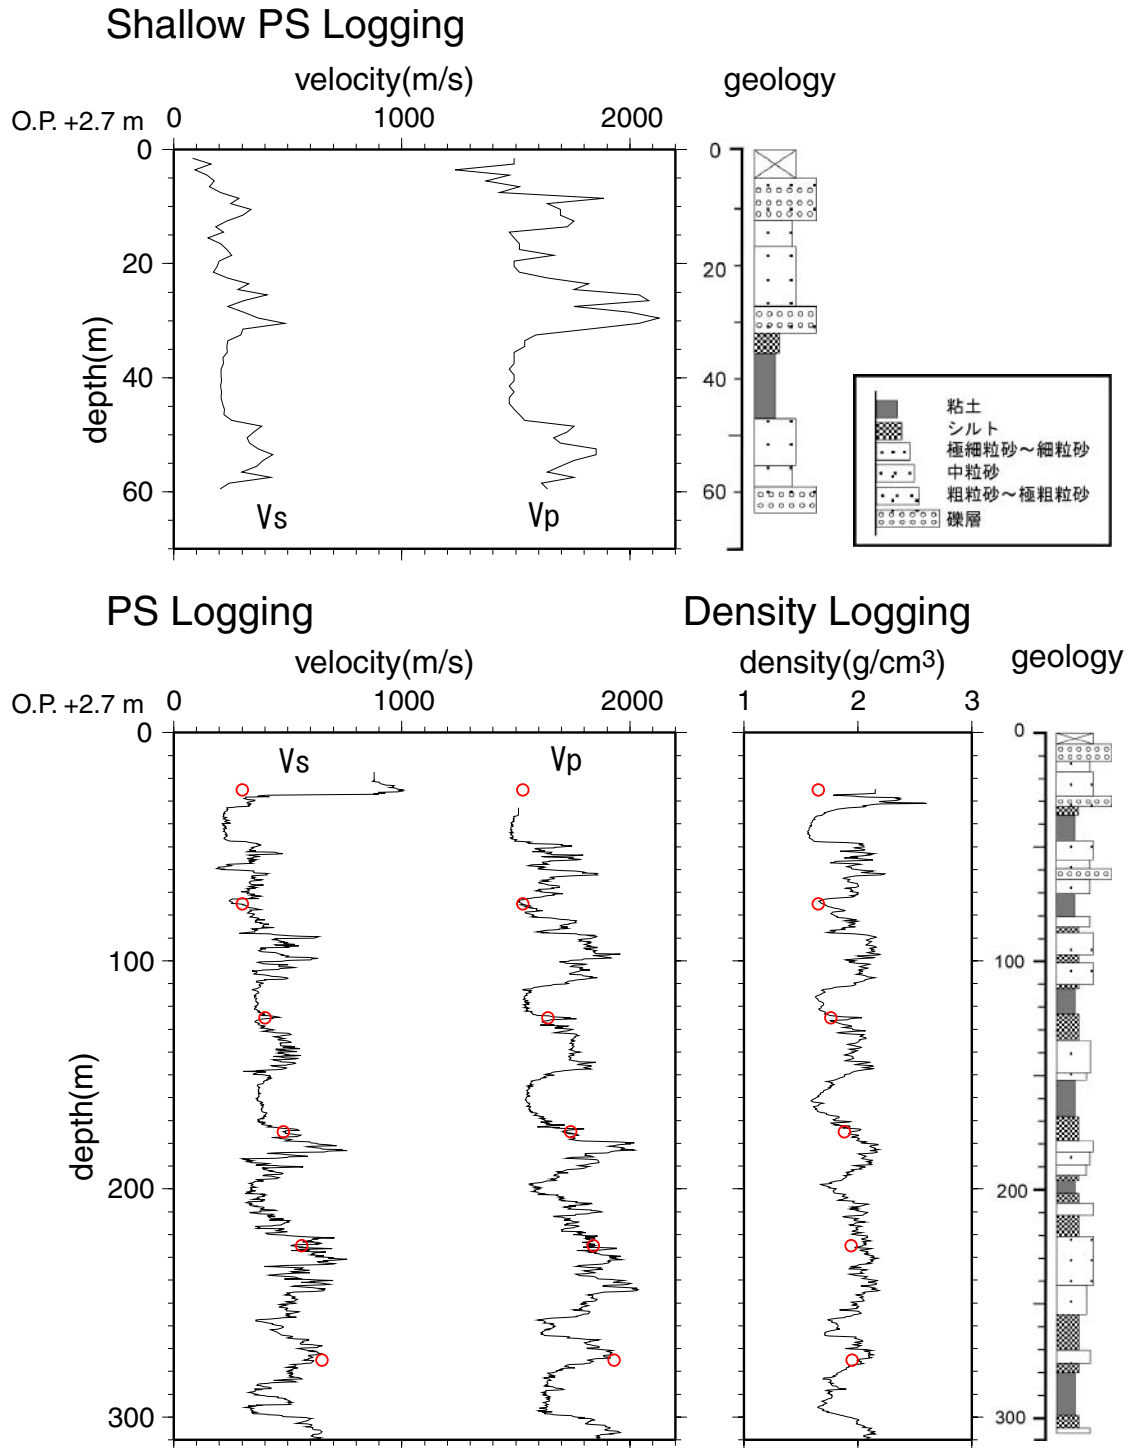 Shallow PS Logging
velocity(m/s)
geology
O.P. +2.7 m
0 1000 2000
0
20
40
60
depth(m)
Vs
Vp
0
20
40
60
粘土
シルト
極細粒砂～細粒砂
中粒砂
粗粒砂～極粗粒砂
礫層
PS Logging
Density Logging
velocity(m/s)
density(g/cm3)
geology
O.P. +2.7 m
0 1000 2000
1 2 3
0
100
200
300
depth(m)
Vs
Vp
0
100
200
300